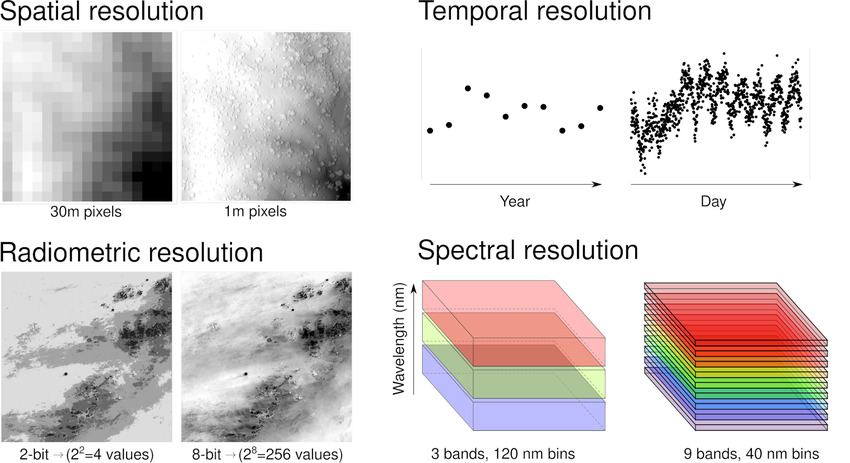 Spatial resolution
30m pixels
1m pixels
Temporal resolution
Year
Day
Radiometric resolution
2-bit →(2²=4 values)
8-bit →(2⁸=256 values)
Spectral resolution
Wavelength (nm)
3 bands, 120 nm bins
9 bands, 40 nm bins